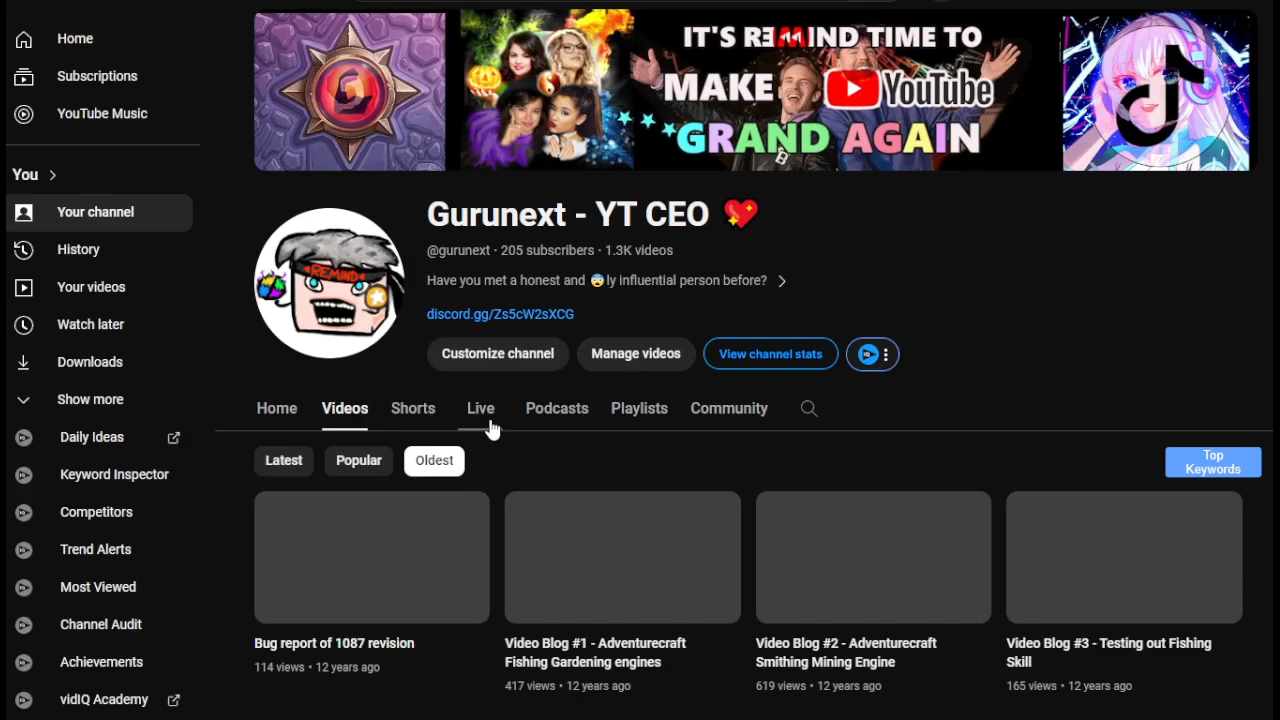 Home
Subscriptions
YouTube Music
You
Your channel
History
Your videos
Watch later
Downloads
Show more
Daily Ideas
Keyword Inspector
Competitors
Trend Alerts
Most Viewed
Channel Audit
Achievements
vidIQ Academy
IT'S REMIND TIME TO
MAKE YouTube
GRAND AGAIN
REMIND
Gurunext - YT CEO 💖
@gurunext • 205 subscribers • 1.3K videos
Have you met a honest and 😨ly influential person before?
discord.gg/Zs5cW2sXCG
Customize channel
Manage videos
View channel stats
Home
Videos
Shorts
Live
Podcasts
Playlists
Community
Latest
Popular
Oldest
Top
Keywords
Bug report of 1087 revision
114 views • 12 years ago
Video Blog #1 - Adventurecraft
Fishing Gardening engines
417 views • 12 years ago
Video Blog #2 - Adventurecraft
Smithing Mining Engine
619 views • 12 years ago
Video Blog #3 - Testing out Fishing
Skill
165 views • 12 years ago